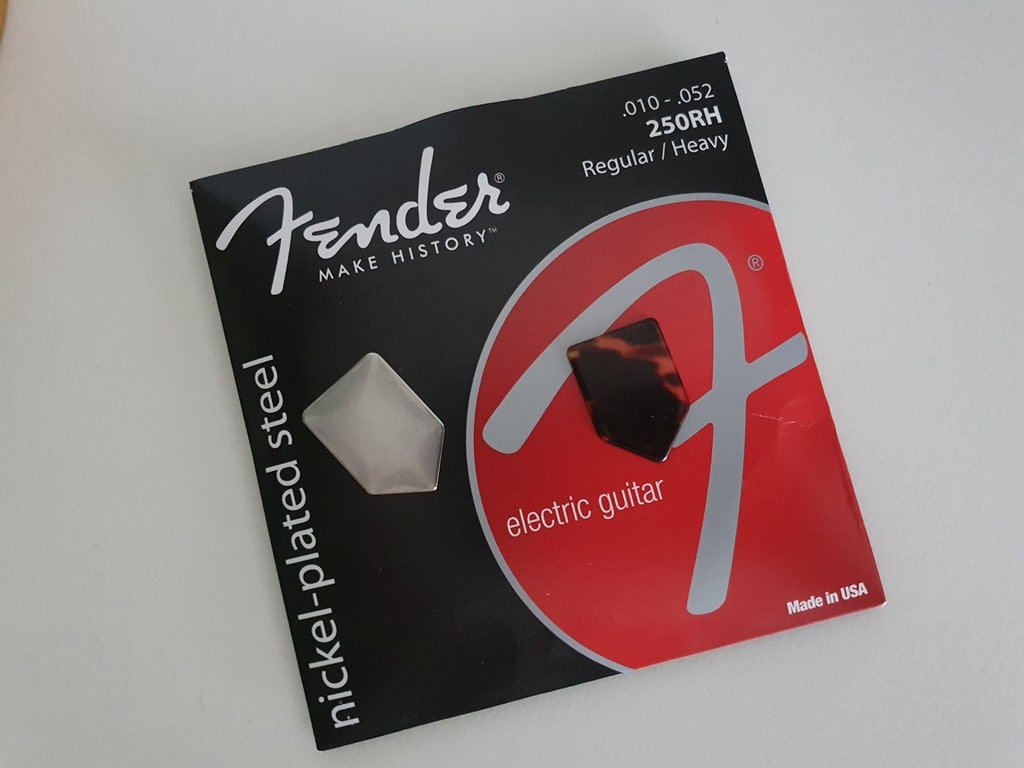 .010 - .052
250RH
Regular / Heavy
Fender®
MAKE HISTORY™
®
nickel-plated steel
electric guitar
Made in USA